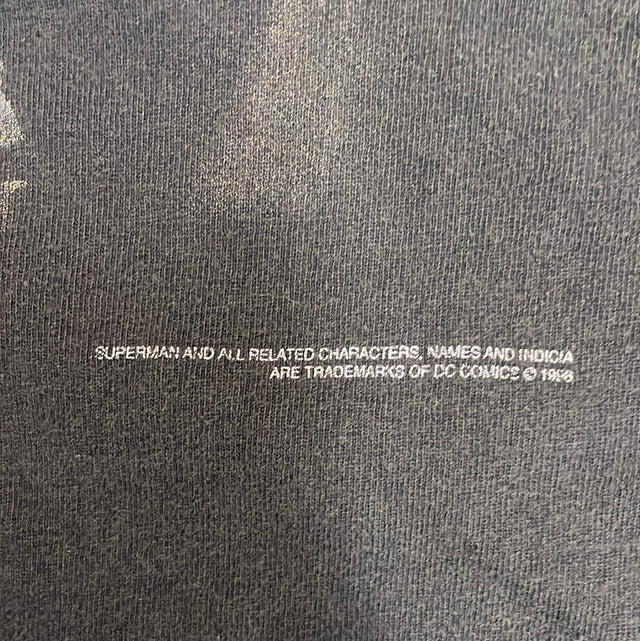 SUPERMAN AND ALL RELATED CHARACTERS, NAMES AND INDICIA
ARE TRADEMARKS OF DC COMICS ©